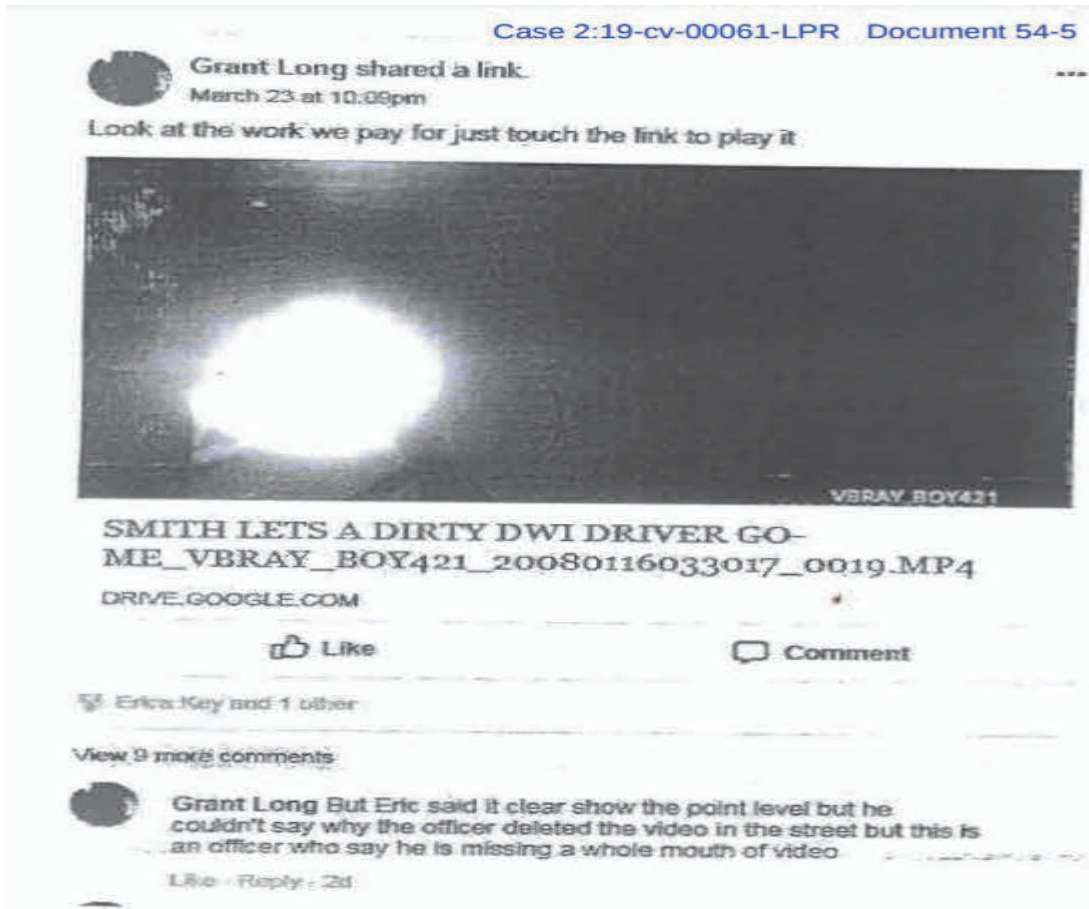 Case 2:19-cv-00061-LPR Document 54-5
Grant Long shared a link.
March 23 at 10:09pm
Look at the work we pay for just touch the link to play it
VBRAY_BOY421
SMITH LETS A DIRTY DWI DRIVER GO-
ME_VBRAY_BOY421_20080116033017_0019.MP4
DRIVE.GOOGLE.COM
Like Comment
Erica Key and 1 other
View 9 more comments
Grant Long But Eric said it clear show the point level but he
couldn't say why the officer deleted the video in the street but this is
an officer who say he is missing a whole mouth of video
Like · Reply · 2d